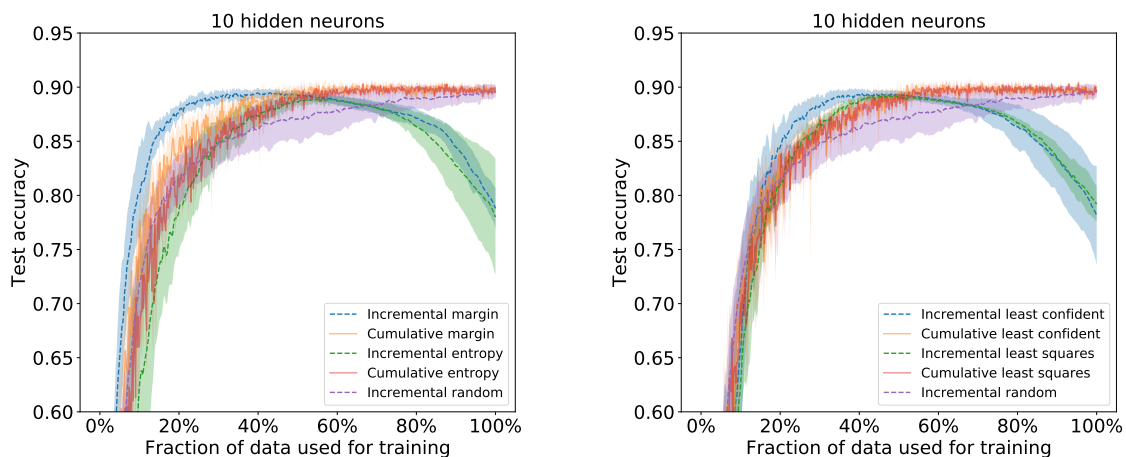 10 hidden neurons
0.95
0.90
0.85
0.80
0.75
0.70
0.65
0.60
Test accuracy
Incremental margin
Cumulative margin
Incremental entropy
Cumulative entropy
Incremental random
0% 20% 40% 60% 80% 100%
Fraction of data used for training
10 hidden neurons
0.95
0.90
0.85
0.80
0.75
0.70
0.65
0.60
Test accuracy
Incremental least confident
Cumulative least confident
Incremental least squares
Cumulative least squares
Incremental random
0% 20% 40% 60% 80% 100%
Fraction of data used for training